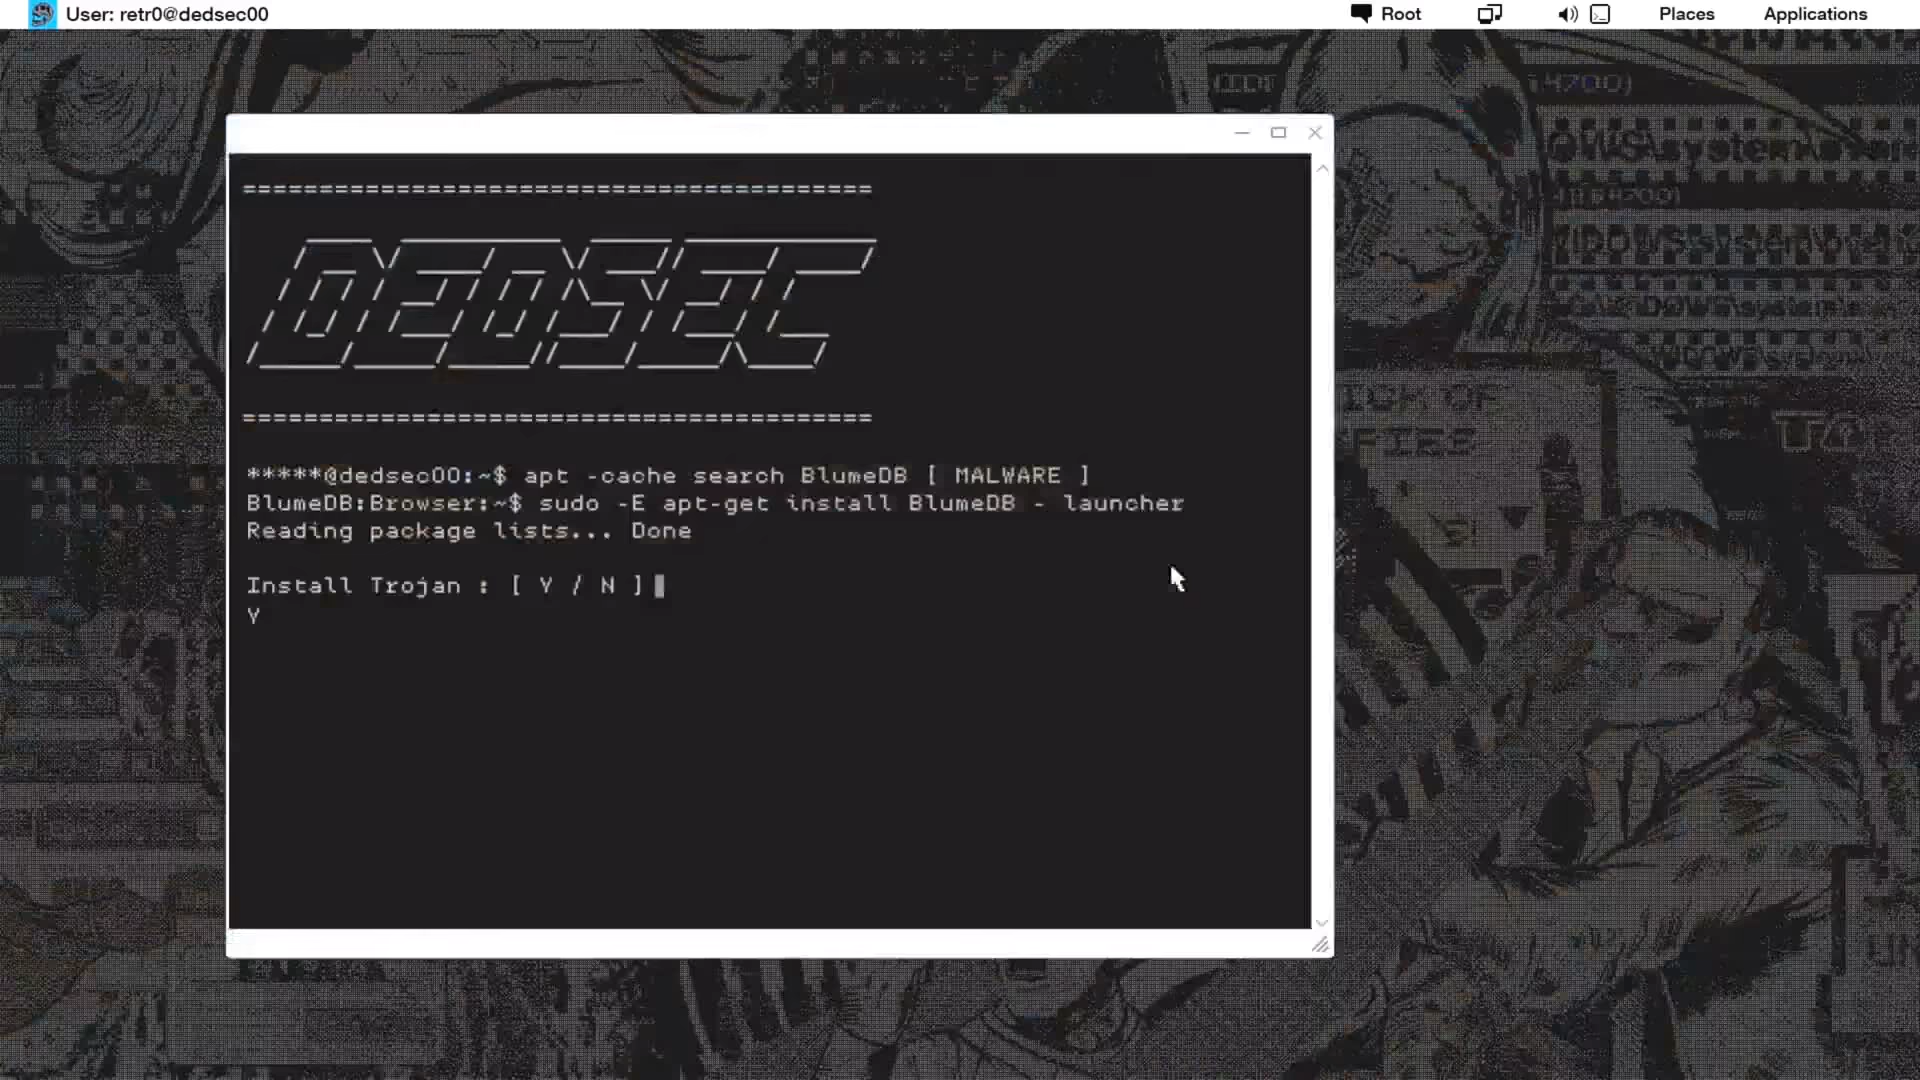 User: retr0@dedsec00
Root
Places
Applications
=========================================
DEDSEC
=========================================
*****@dedsec00:~$ apt -cache search BlumeDB [ MALWARE ]
BlumeDB:Browser:~$ sudo -E apt-get install BlumeDB - launcher
Reading package lists... Done
Install Trojan : [ Y / N ]
Y